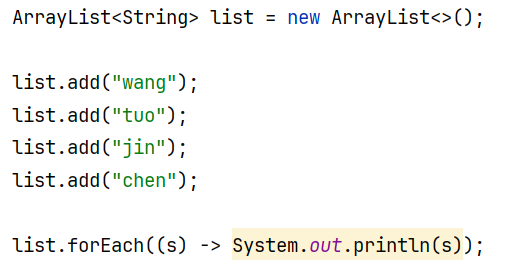 ArrayList<String> list = new ArrayList<>();
list.add("wang");
list.add("tuo");
list.add("jin");
list.add("chen");
list.forEach((s) -> System.out.println(s));